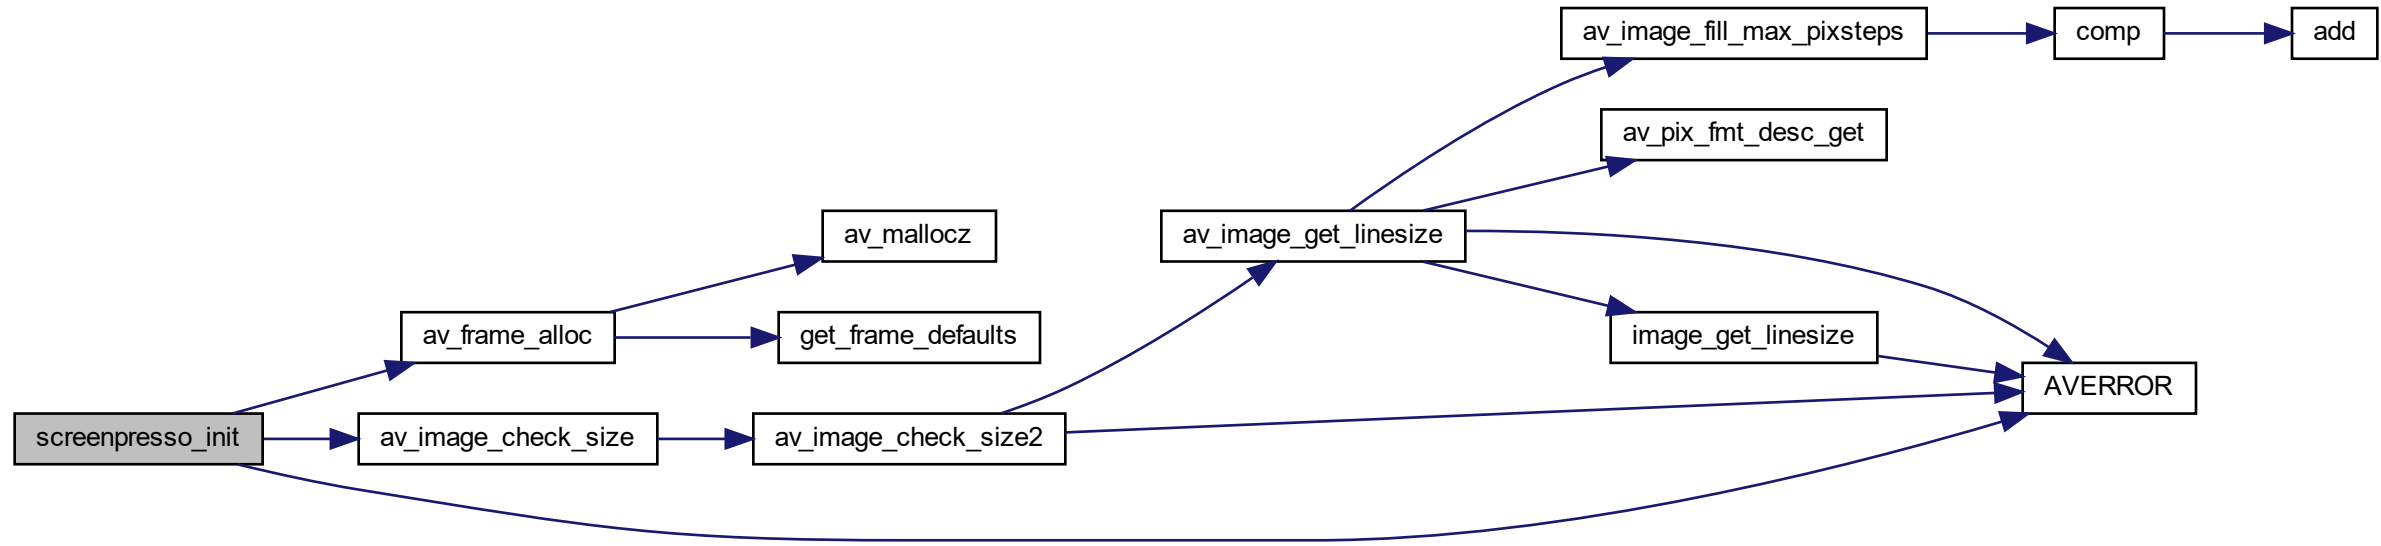 av_image_fill_max_pixsteps
comp
add
av_pix_fmt_desc_get
av_mallocz
av_image_get_linesize
av_frame_alloc
get_frame_defaults
image_get_linesize
AVERROR
screenpresso_init
av_image_check_size
av_image_check_size2